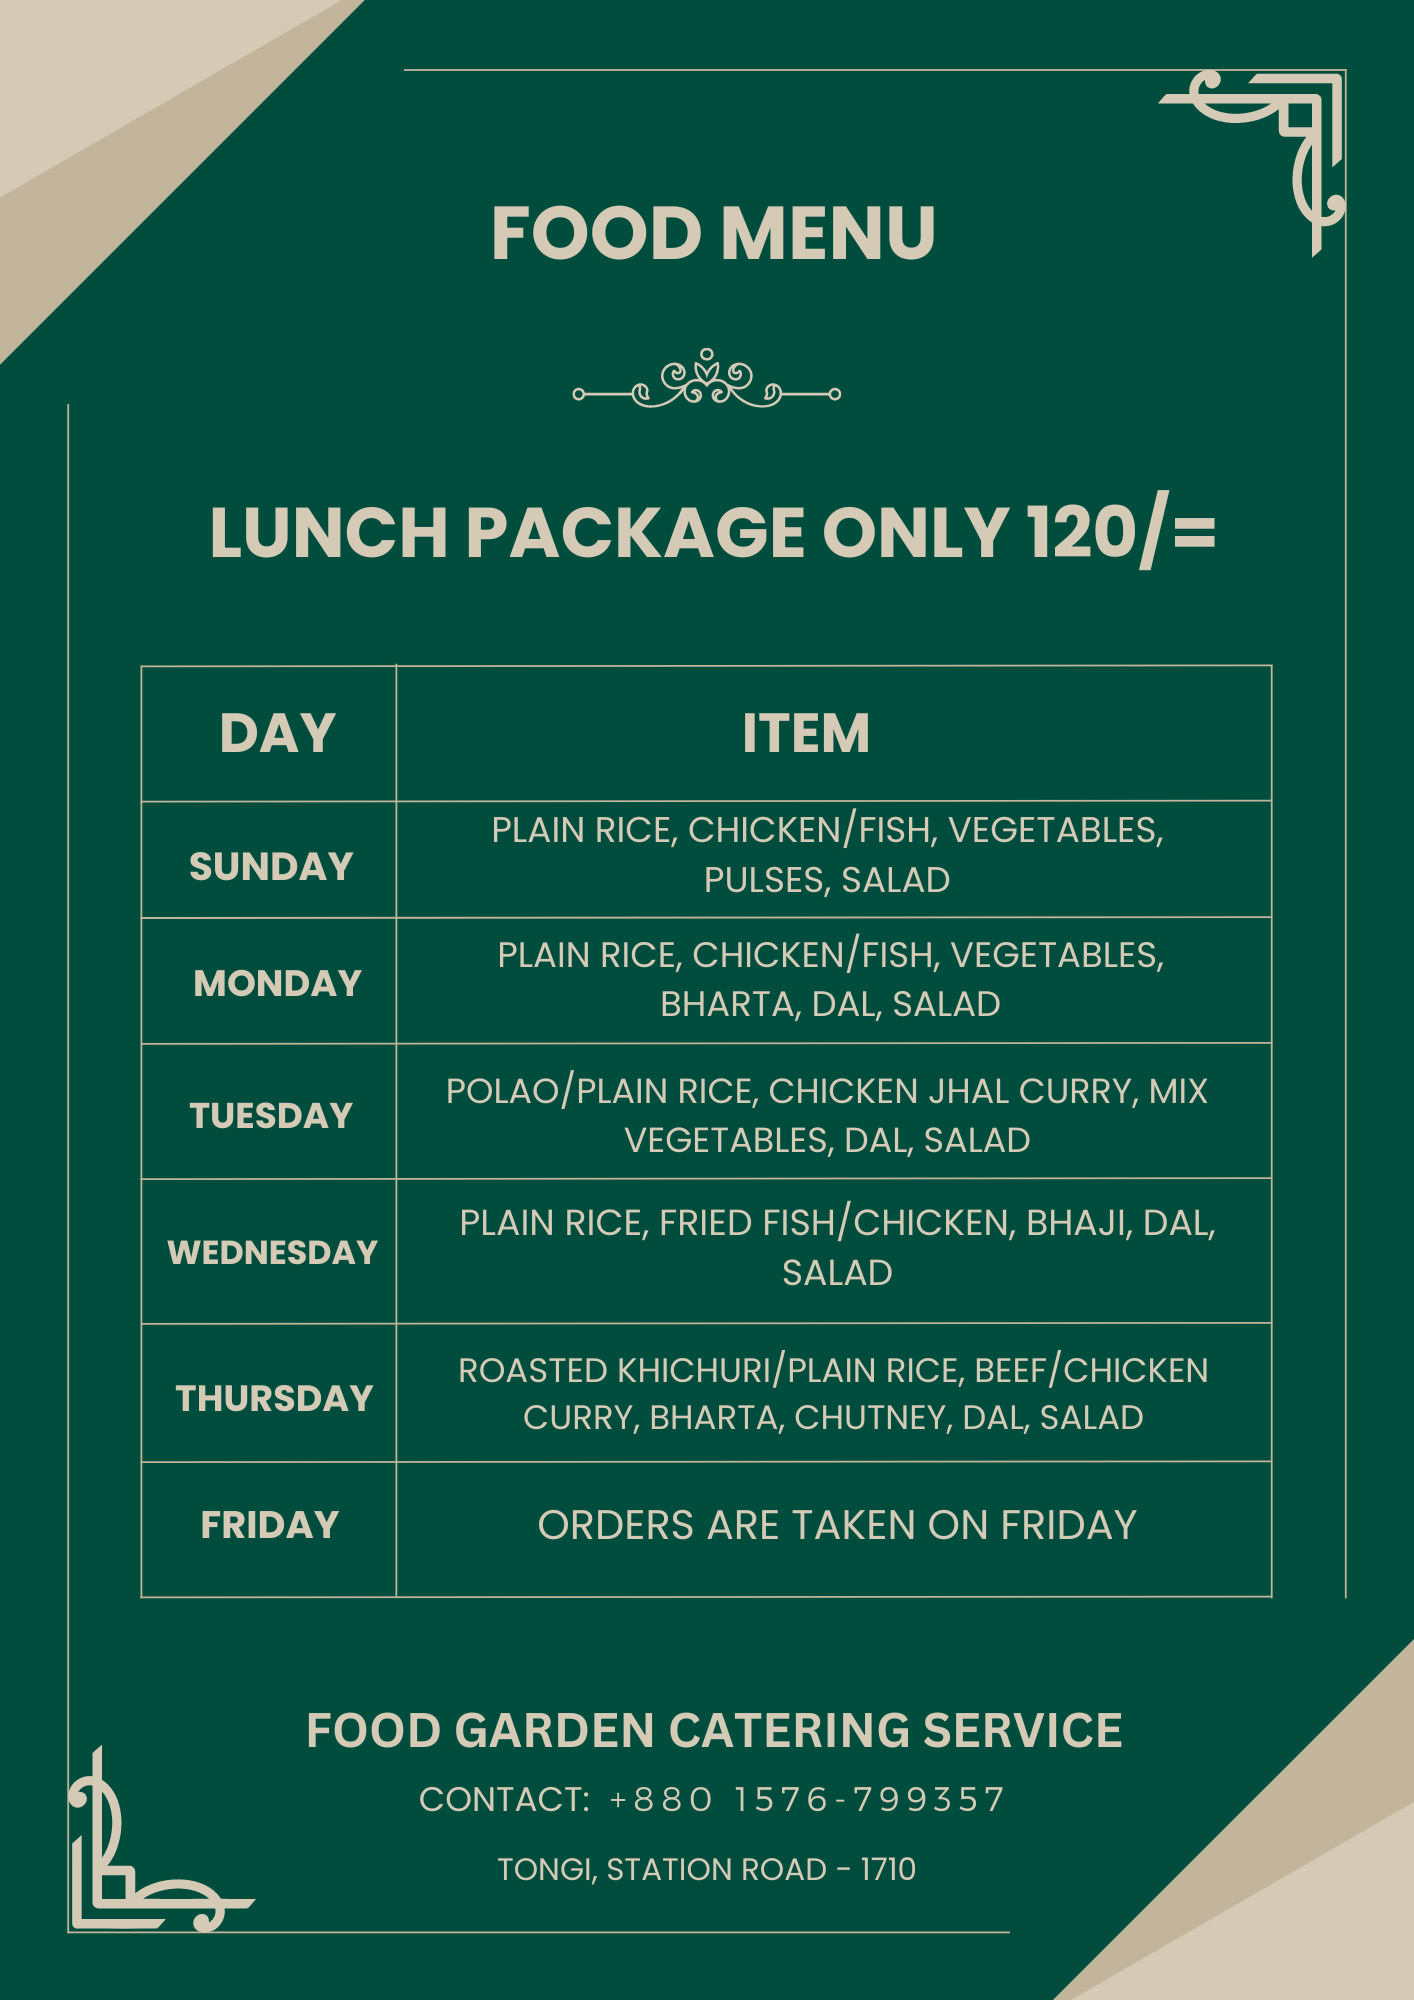 FOOD MENU
LUNCH PACKAGE ONLY 120/=
DAY
ITEM
SUNDAY
PLAIN RICE, CHICKEN/FISH, VEGETABLES,
PULSES, SALAD
MONDAY
PLAIN RICE, CHICKEN/FISH, VEGETABLES,
BHARTA, DAL, SALAD
TUESDAY
POLAO/PLAIN RICE, CHICKEN JHAL CURRY, MIX
VEGETABLES, DAL, SALAD
WEDNESDAY
PLAIN RICE, FRIED FISH/CHICKEN, BHAJI, DAL,
SALAD
THURSDAY
ROASTED KHICHURI/PLAIN RICE, BEEF/CHICKEN
CURRY, BHARTA, CHUTNEY, DAL, SALAD
FRIDAY
ORDERS ARE TAKEN ON FRIDAY
FOOD GARDEN CATERING SERVICE
CONTACT: +880 1576-799357
TONGI, STATION ROAD - 1710